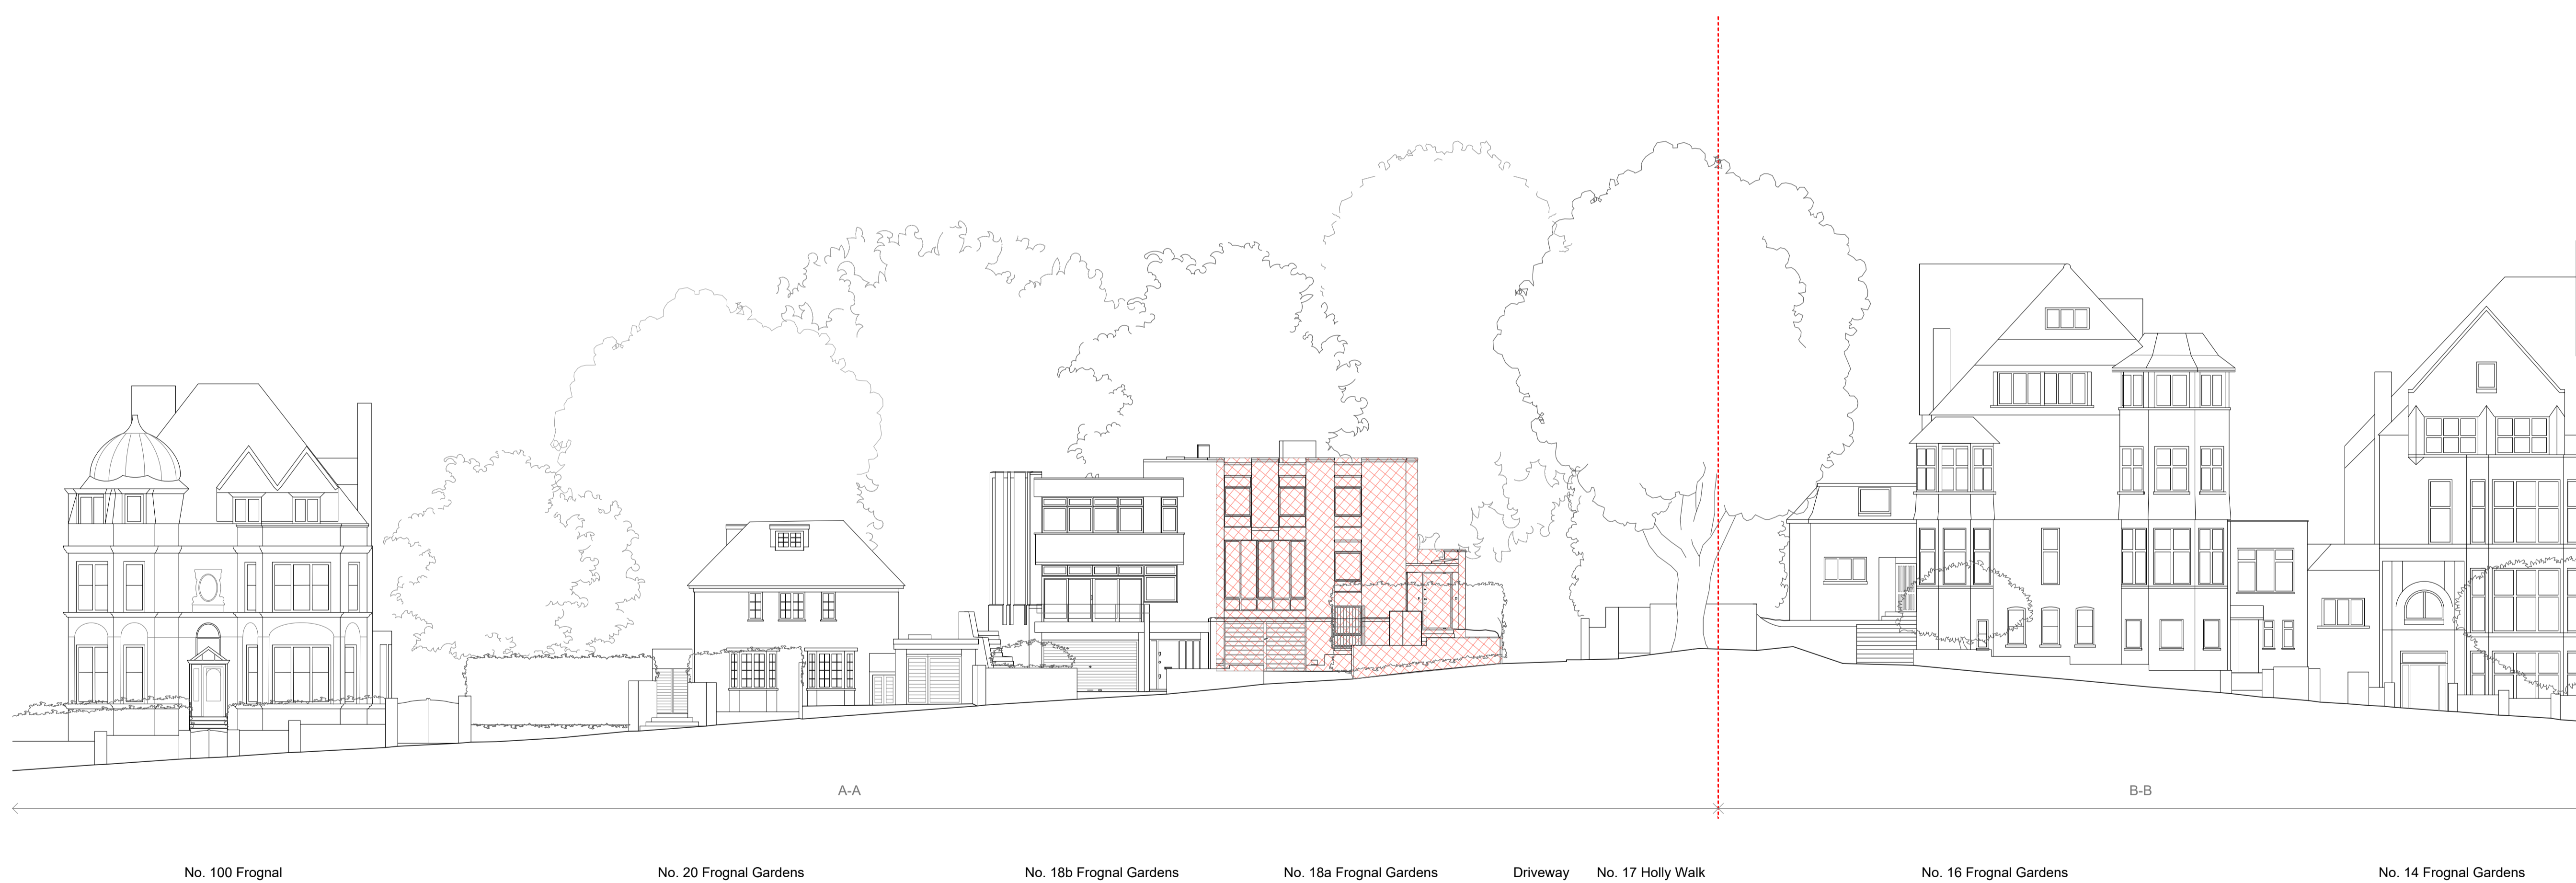 A-A
B-B
No. 100 Frognal
No. 20 Frognal Gardens
No. 18b Frognal Gardens
No. 18a Frognal Gardens
Driveway
No. 17 Holly Walk
No. 16 Frognal Gardens
No. 14 Frognal Gardens